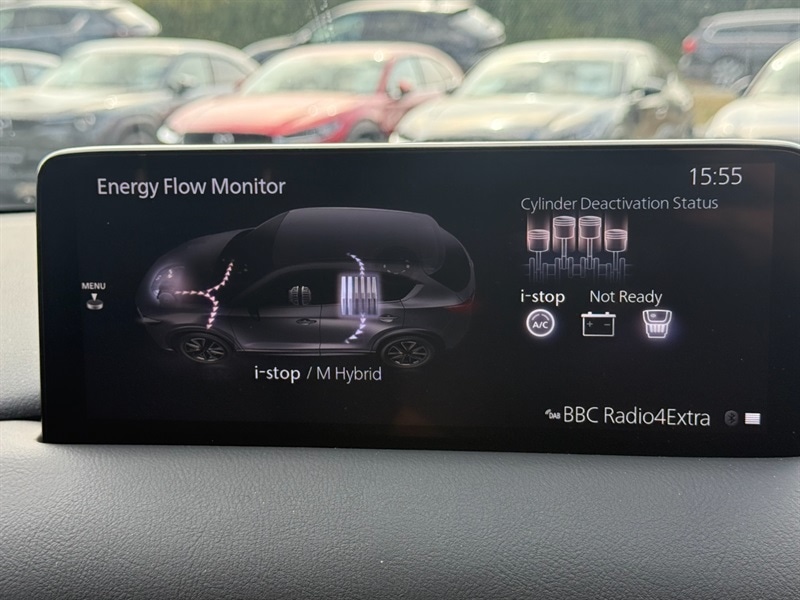 Energy Flow Monitor
15:55
Cylinder Deactivation Status
MENU
i-stop Not Ready
A/C
i-stop / M Hybrid
DAB BBC Radio4Extra